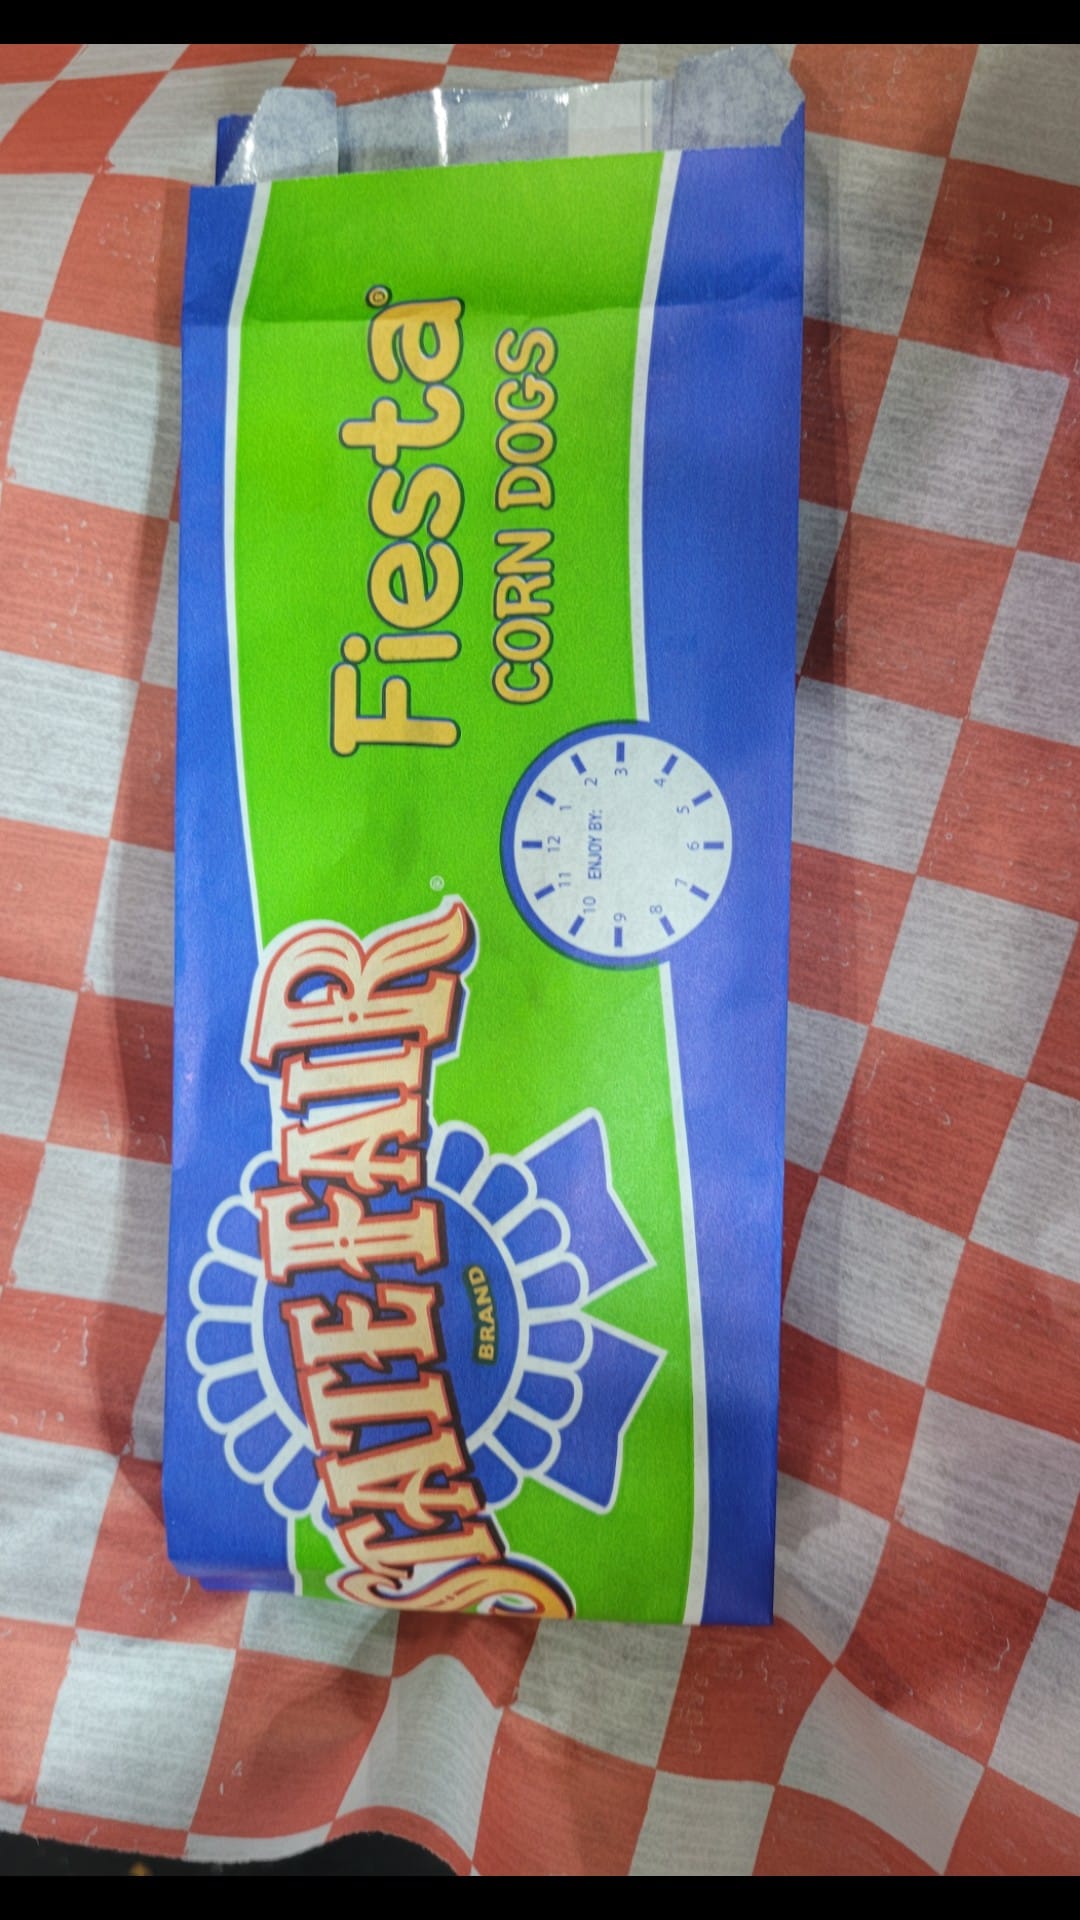 STATE FAIR®
BRAND
Fiesta®
CORN DOGS
12
11 1
10 2
ENJOY BY:
9 3
8 4
7 5
6